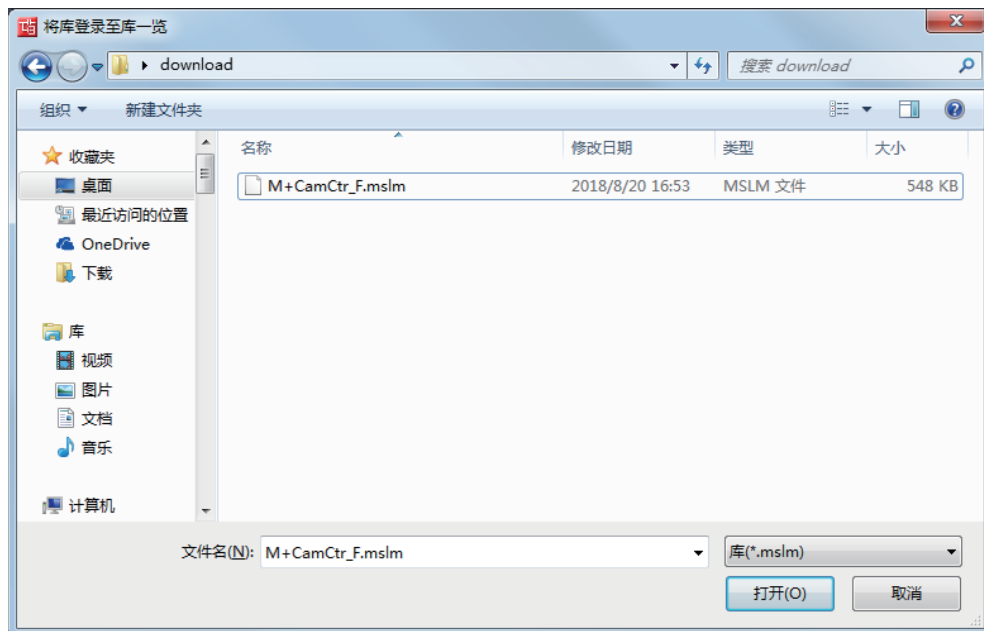 将库登录至库一览
download
搜索 download
组织
新建文件夹
名称 修改日期 类型 大小
M+CamCtr_F.mslm 2018/8/20 16:53 MSLM 文件 548 KB
收藏夹
桌面
最近访问的位置
OneDrive
下载
库
视频
图片
文档
音乐
计算机
文件名(N): M+CamCtr_F.mslm
库(*.mslm)
打开(O) 取消